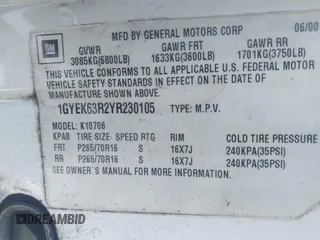 GM
MFD BY GENERAL MOTORS CORP 06/00
GVWR GAWR FRT GAWR RR
3085KG(6800LB) 1633KG(3600LB) 1701KG(3750LB)
THIS VEHICLE CONFORMS TO ALL APPLICABLE U.S. FEDERAL MOTOR
VEHICLE SAFETY STANDARDS IN EFFECT ON THE DATE OF
MANUFACTURE SHOWN ABOVE.
1GYEK63R2YR230105 TYPE: M.P.V.
MODEL: K10706
KPAB TIRE SIZE SPEED RTG RIM COLD TIRE PRESSURE
FRT P265/70R16 S 16X7J 240KPA(35PSI)
RR P265/70R16 S 16X7J 240KPA(35PSI)
SEE OWNER'S MANUAL FOR MORE INFORMATION.
DREAMBID